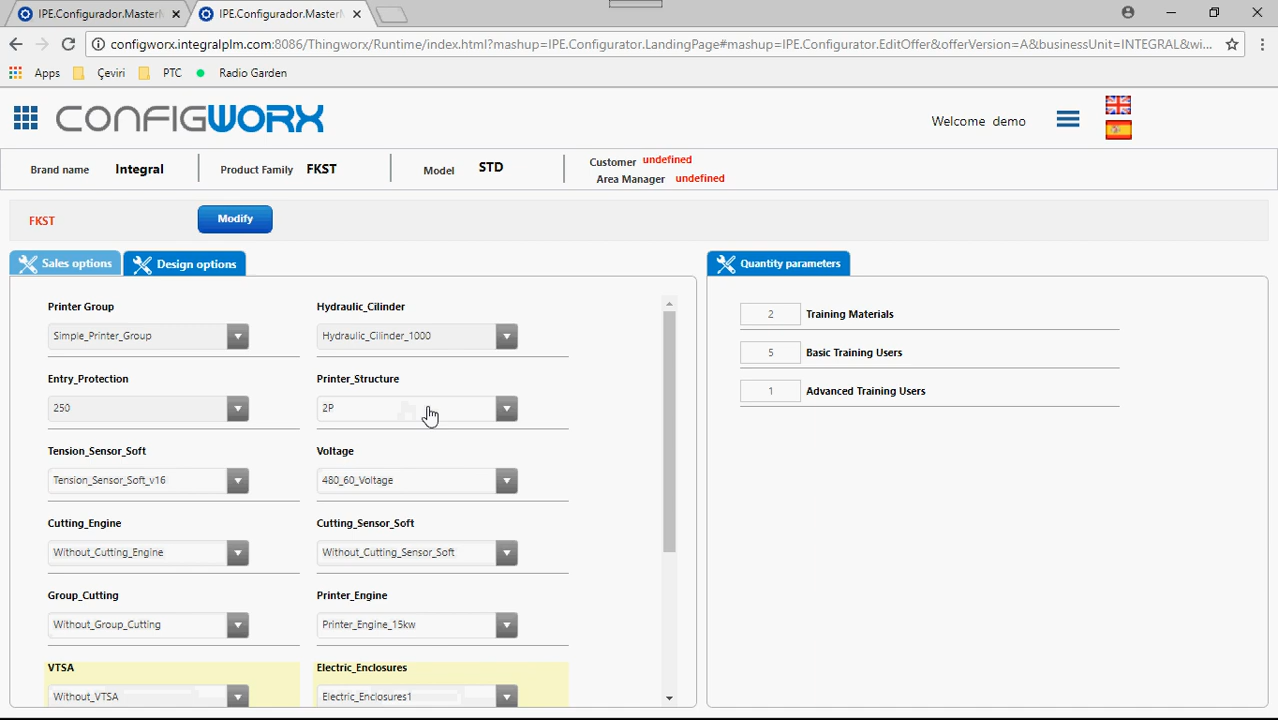 IPE.Configurador.Master
IPE.Configurador.Master
configworx.integralplm.com:8086/Thingworx/Runtime/index.html?mashup=IPE.Configurator.LandingPage#mashup=IPE.Configurator.EditOffer&offerVersion=A&businessUnit=INTEGRAL&wi...
Apps Çeviri PTC Radio Garden
CONFIGWORX
Welcome demo
Brand name Integral Product Family FKST Model STD Customer undefined
Area Manager undefined
FKST Modify
Sales options Design options
Quantity parameters
Printer Group Hydraulic_Cilinder
Simple_Printer_Group Hydraulic_Cilinder_1000
2 Training Materials
Entry_Protection Printer_Structure
5 Basic Training Users
250 2P
1 Advanced Training Users
Tension_Sensor_Soft Voltage
Tension_Sensor_Soft_v16 480_60_Voltage
Cutting_Engine Cutting_Sensor_Soft
Without_Cutting_Engine Without_Cutting_Sensor_Soft
Group_Cutting Printer_Engine
Without_Group_Cutting Printer_Engine_15kw
VTSA Electric_Enclosures
Without_VTSA Electric_Enclosures1